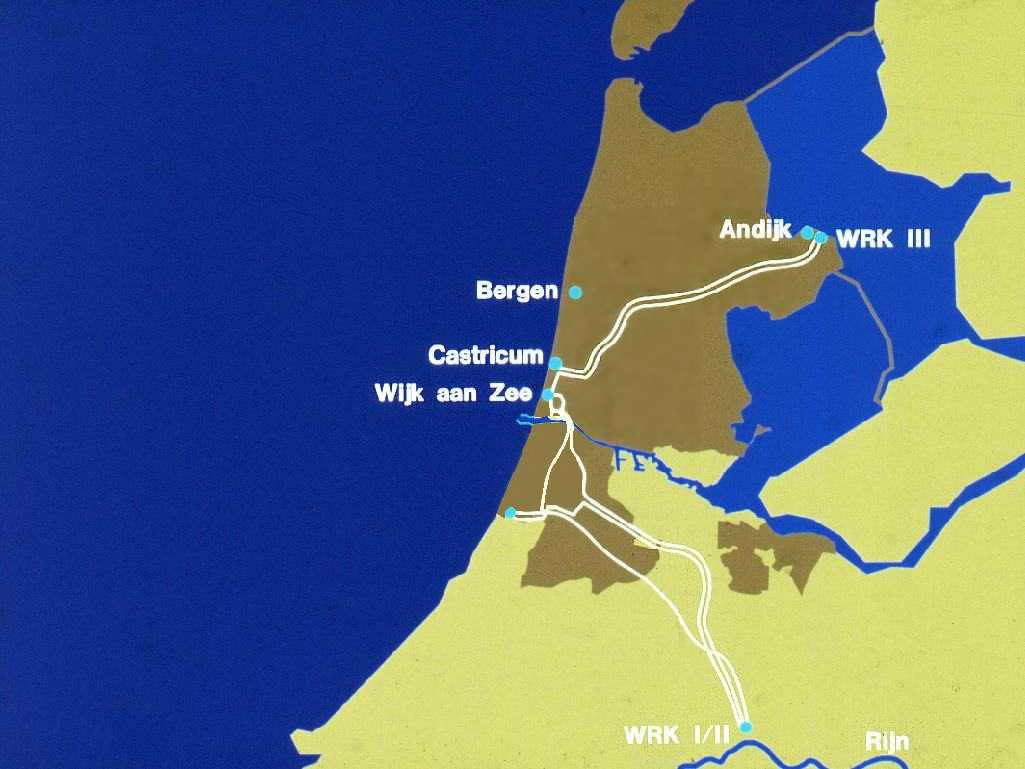 Andijk
WRK III
Bergen
Castricum
Wijk aan Zee
WRK I/II
Rijn